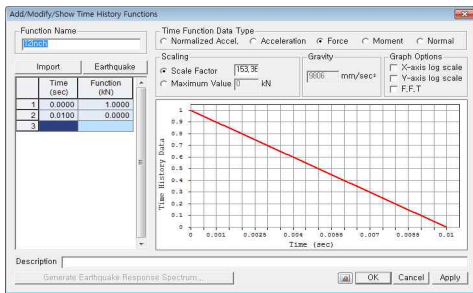 Add/Modify/Show Time History Functions
Function Name
13inch
Import
Earthquake
Time
(sec)
Function
(kN)
1 0.0000 1.0000
2 0.0100 0.0000
3
Time Function Data Type
Normalized Accel. Acceleration Force Moment Normal
Scaling
Scale Factor 153,3
Maximum Value 0 kN
Gravity
9806 mm/sec²
Graph Options
X-axis log scale
Y-axis log scale
F.F.T
Time History Data
1
0.9
0.8
0.7
0.6
0.5
0.4
0.3
0.2
0.1
0
0 0.001 0.0025 0.004 0.0055 0.007 0.0085 0.01
Time (sec)
Description
Generate Earthquake Response Spectrum...
OK Cancel Apply